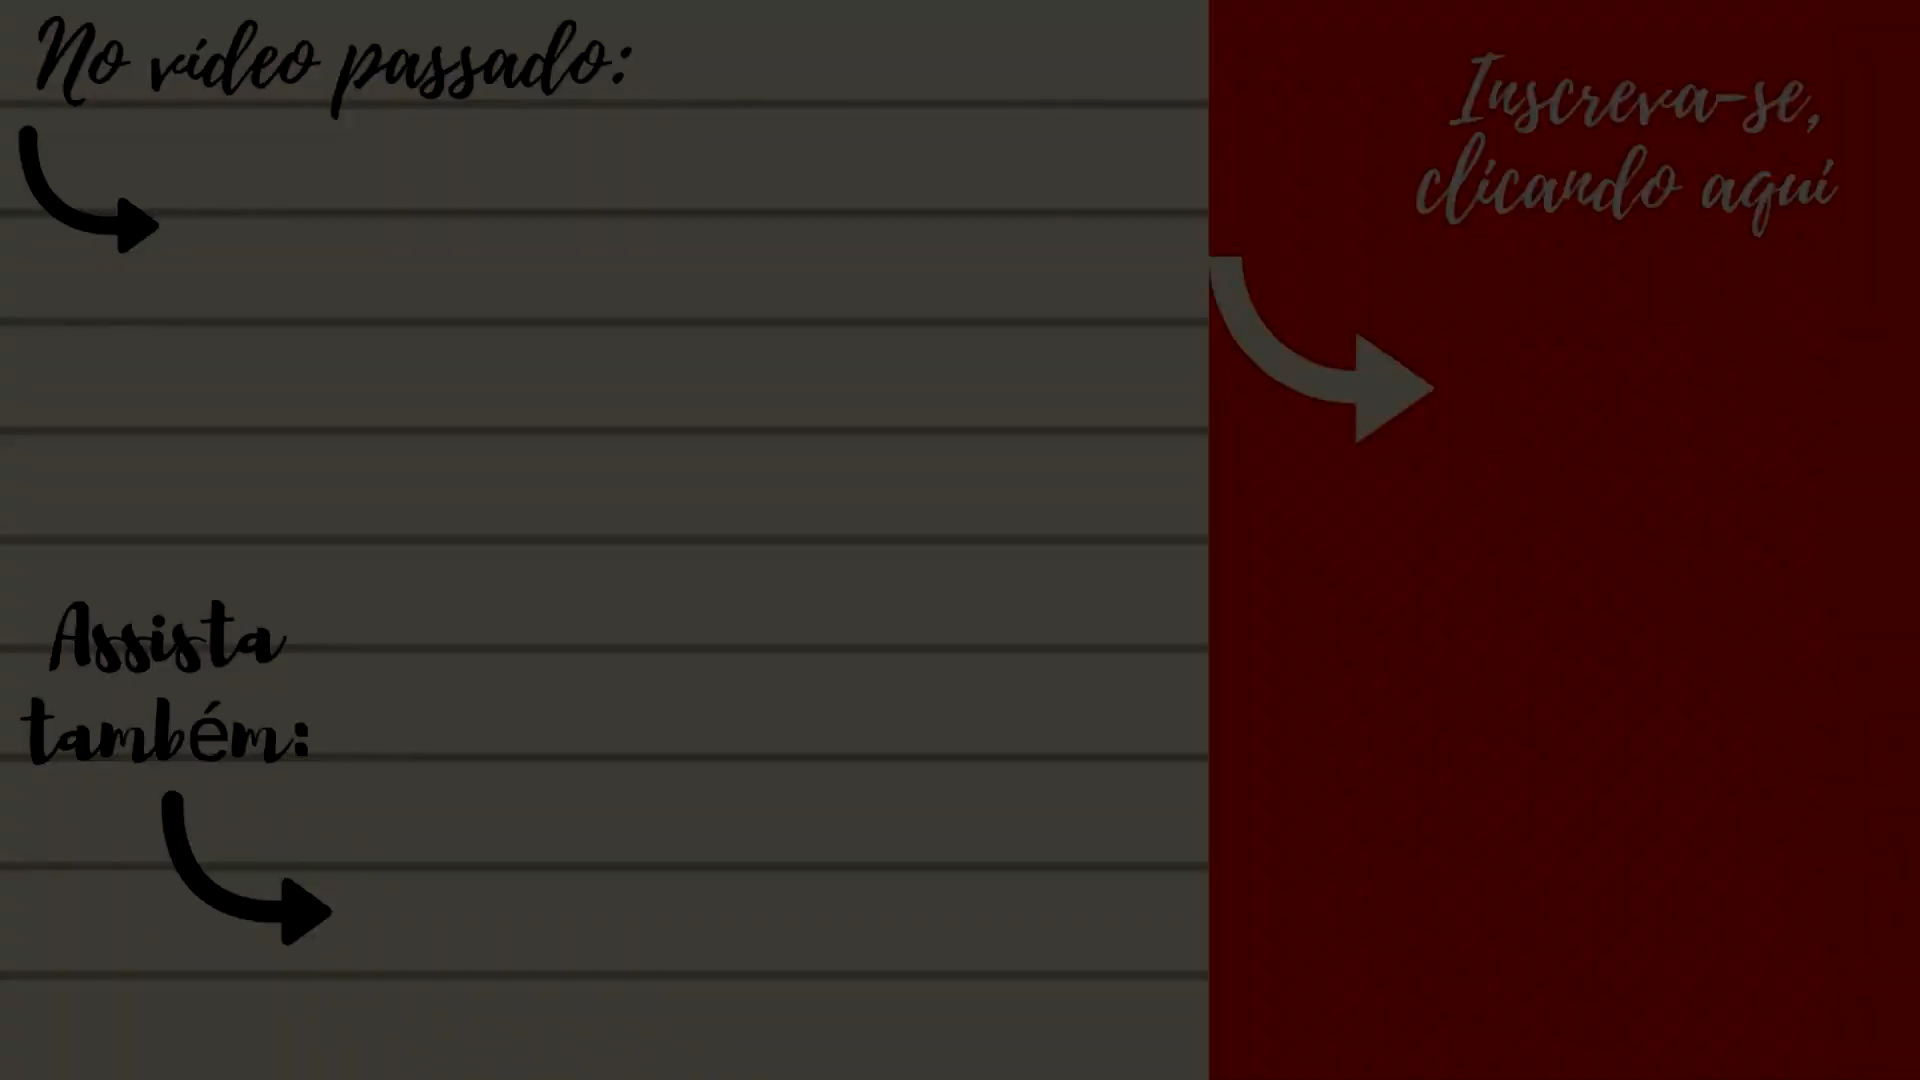 No vídeo passado:
Inscreva-se,
clicando aqui
Assista
também: